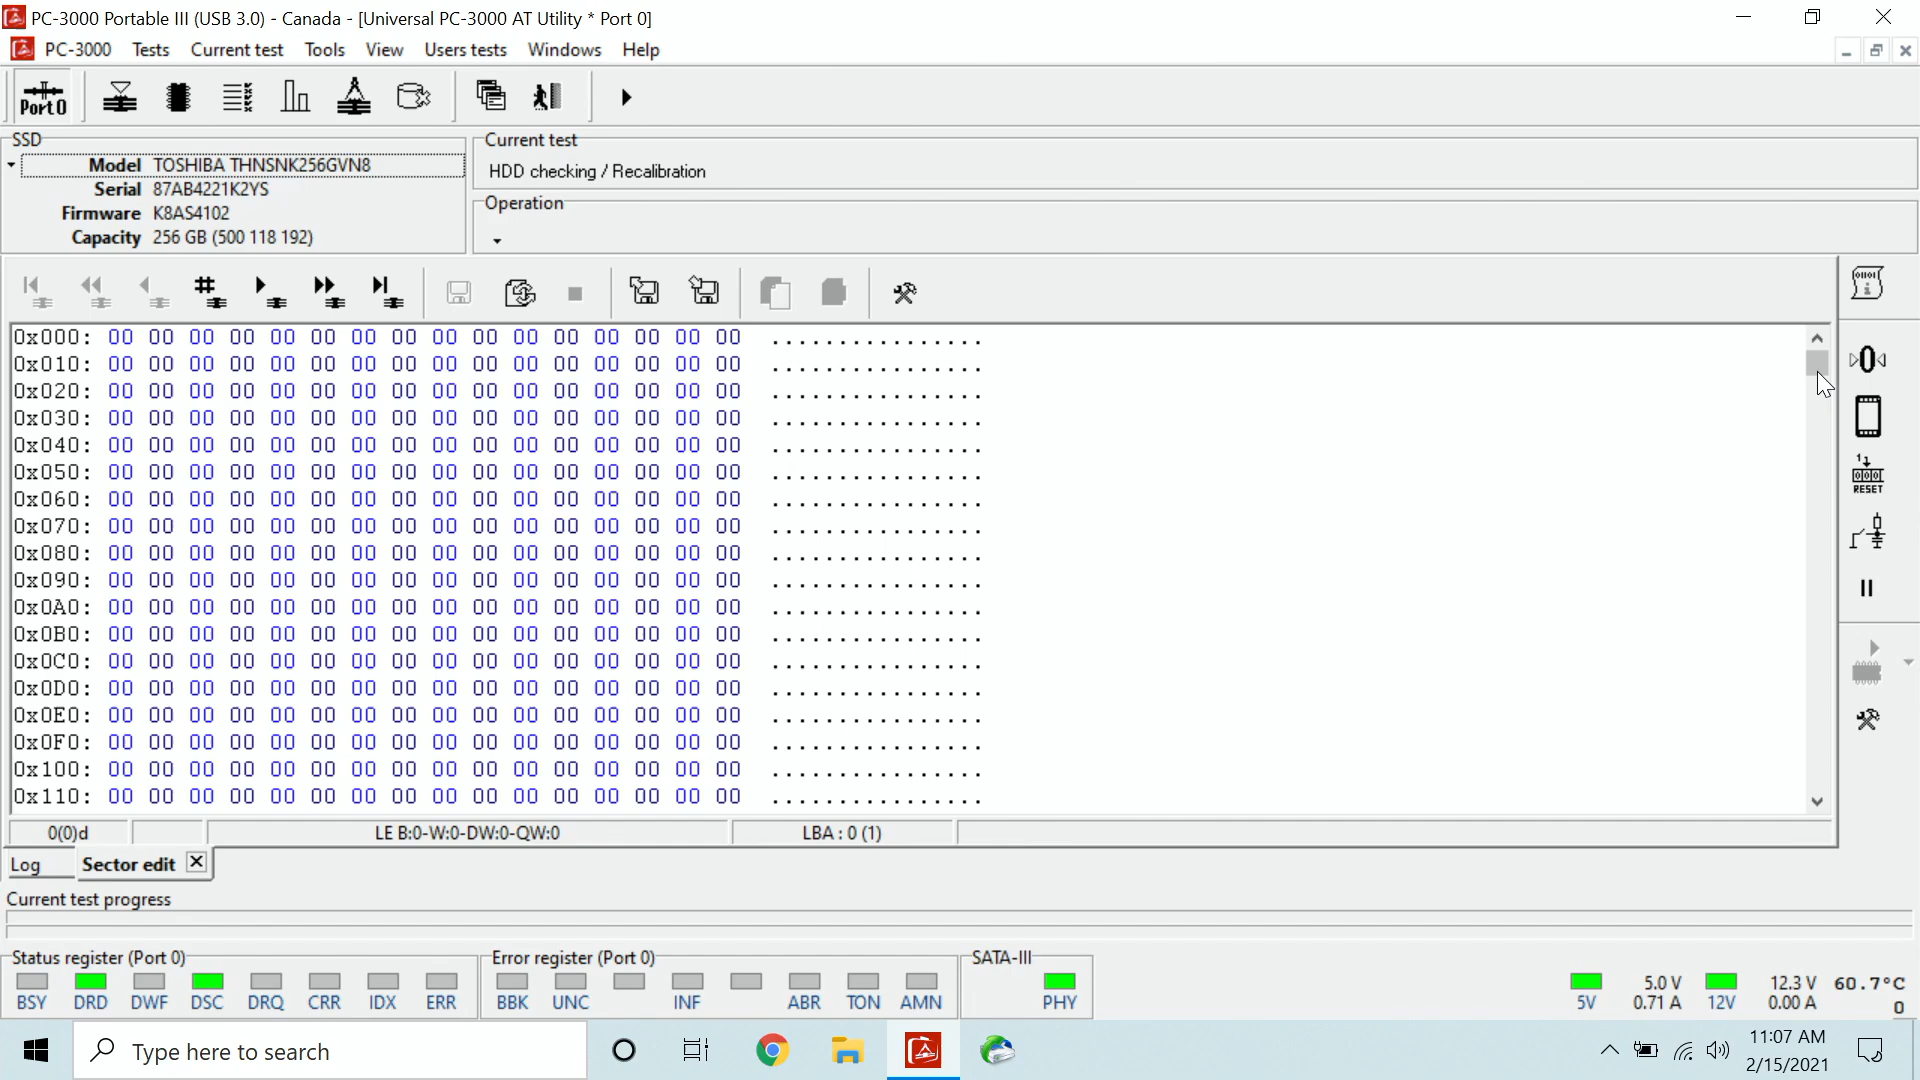 PC-3000 Portable III (USB 3.0) - Canada - [Universal PC-3000 AT Utility * Port 0]
PC-3000 Tests Current test Tools View Users tests Windows Help
Port 0
SSD
Model TOSHIBA THNSNK256GVN8
Serial 87AB4221K2YS
Firmware K8AS4102
Capacity 256 GB (500 118 192)
Current test
HDD checking / Recalibration
Operation
0x000: 00 00 00 00 00 00 00 00 00 00 00 00 00 00 00 00 ................
0x010: 00 00 00 00 00 00 00 00 00 00 00 00 00 00 00 00 ................
0x020: 00 00 00 00 00 00 00 00 00 00 00 00 00 00 00 00 ................
0x030: 00 00 00 00 00 00 00 00 00 00 00 00 00 00 00 00 ................
0x040: 00 00 00 00 00 00 00 00 00 00 00 00 00 00 00 00 ................
0x050: 00 00 00 00 00 00 00 00 00 00 00 00 00 00 00 00 ................
0x060: 00 00 00 00 00 00 00 00 00 00 00 00 00 00 00 00 ................
0x070: 00 00 00 00 00 00 00 00 00 00 00 00 00 00 00 00 ................
0x080: 00 00 00 00 00 00 00 00 00 00 00 00 00 00 00 00 ................
0x090: 00 00 00 00 00 00 00 00 00 00 00 00 00 00 00 00 ................
0x0A0: 00 00 00 00 00 00 00 00 00 00 00 00 00 00 00 00 ................
0x0B0: 00 00 00 00 00 00 00 00 00 00 00 00 00 00 00 00 ................
0x0C0: 00 00 00 00 00 00 00 00 00 00 00 00 00 00 00 00 ................
0x0D0: 00 00 00 00 00 00 00 00 00 00 00 00 00 00 00 00 ................
0x0E0: 00 00 00 00 00 00 00 00 00 00 00 00 00 00 00 00 ................
0x0F0: 00 00 00 00 00 00 00 00 00 00 00 00 00 00 00 00 ................
0x100: 00 00 00 00 00 00 00 00 00 00 00 00 00 00 00 00 ................
0x110: 00 00 00 00 00 00 00 00 00 00 00 00 00 00 00 00 ................
RESET
0(0)d LE B:0-W:0-DW:0-QW:0 LBA : 0 (1)
Log Sector edit
Current test progress
Status register (Port 0)
BSY DRD DWF DSC DRQ CRR IDX ERR
Error register (Port 0)
BBK UNC INF ABR TON AMN
SATA-III
PHY
5V 5.0 V 0.71 A
12V 12.3 V 0.00 A
60.7°C
0
Type here to search
11:07 AM
2/15/2021